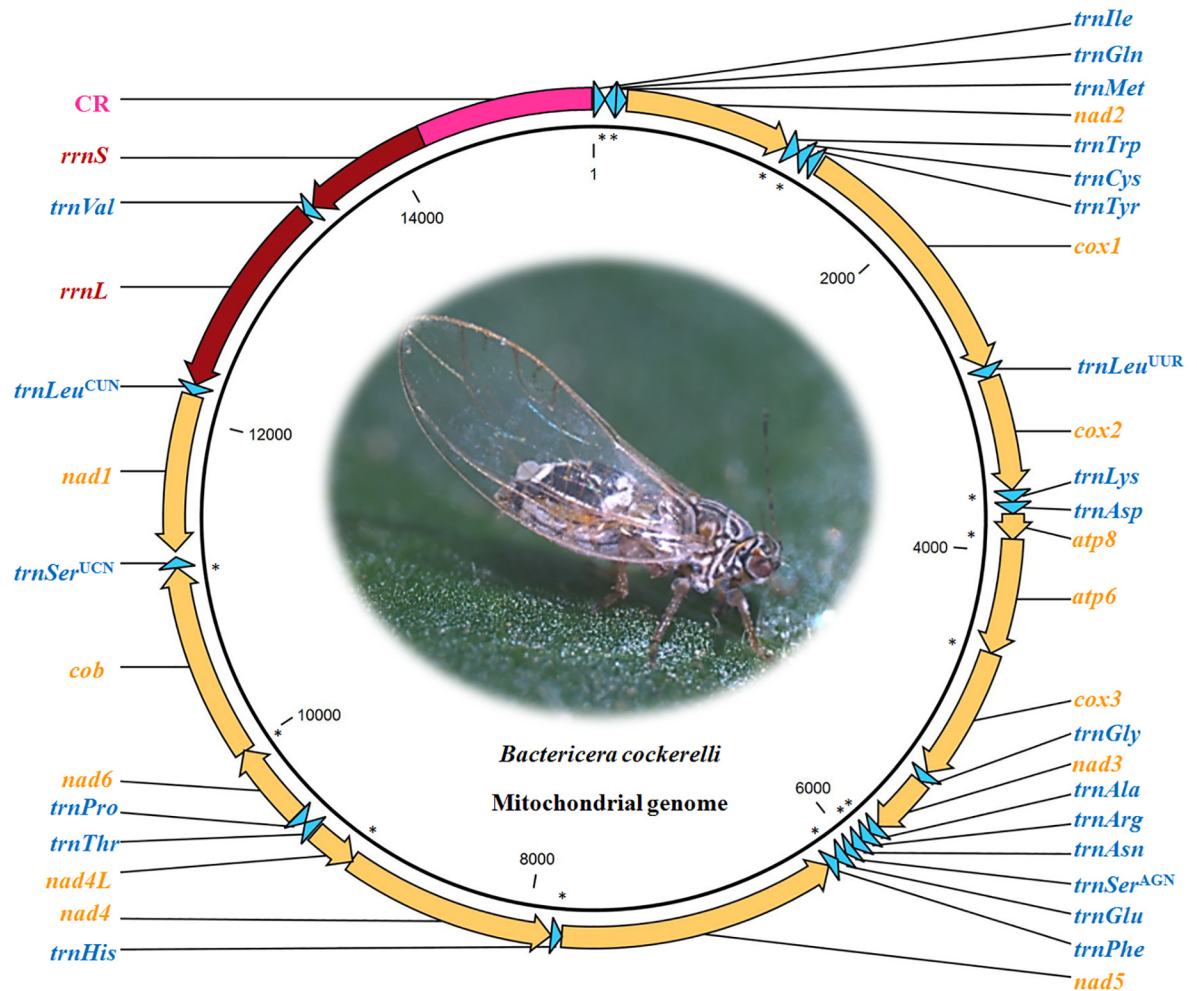 trnIle
trnGln
trnMet
nad2
trnTrp
trnCys
trnTyr
cox1
trnLeuUUR
cox2
trnLys
trnAsp
atp8
atp6
cox3
trnGly
nad3
trnAla
trnArg
trnAsn
trnSerAGN
trnGlu
trnPhe
nad5
CR
rrnS
trnVal
rrnL
trnLeuCUN
nad1
trnSerUCN
cob
nad6
trnPro
trnThr
nad4L
nad4
trnHis
**
1
* *
2000
*
*
4000
*
**
6000
*
*
8000
*
*
10000
*
12000
14000
Bactericera cockerelli
Mitochondrial genome